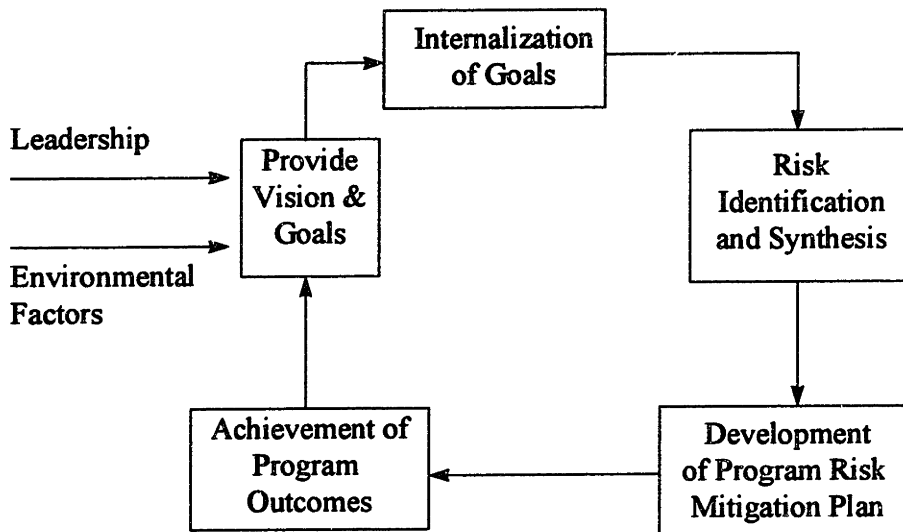 Internalization
of Goals
Leadership
Provide
Vision &
Goals
Environmental
Factors
Risk
Identification
and Synthesis
Development
of Program Risk
Mitigation Plan
Achievement of
Program
Outcomes